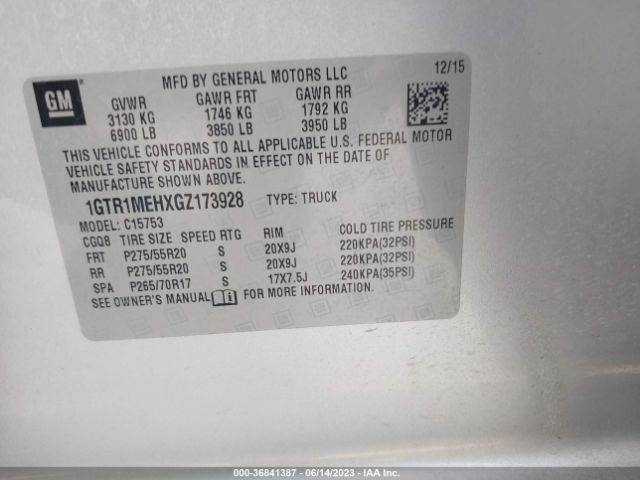 GM
MFD BY GENERAL MOTORS LLC 12/15
GVWR GAWR FRT GAWR RR
3130 KG 1746 KG 1792 KG
6900 LB 3850 LB 3950 LB
THIS VEHICLE CONFORMS TO ALL APPLICABLE U.S. FEDERAL MOTOR
VEHICLE SAFETY STANDARDS IN EFFECT ON THE DATE OF
MANUFACTURE SHOWN ABOVE.
1GTR1MEHXGZ173928 TYPE: TRUCK
MODEL: C15753
CGQ8 TIRE SIZE SPEED RTG RIM COLD TIRE PRESSURE
FRT P275/55R20 S 20X9J 220KPA(32PSI)
RR P275/55R20 S 20X9J 220KPA(32PSI)
SPA P265/70R17 S 17X7.5J 240KPA(35PSI)
SEE OWNER'S MANUAL FOR MORE INFORMATION.
000-36841387 - 06/14/2023 - IAA Inc.